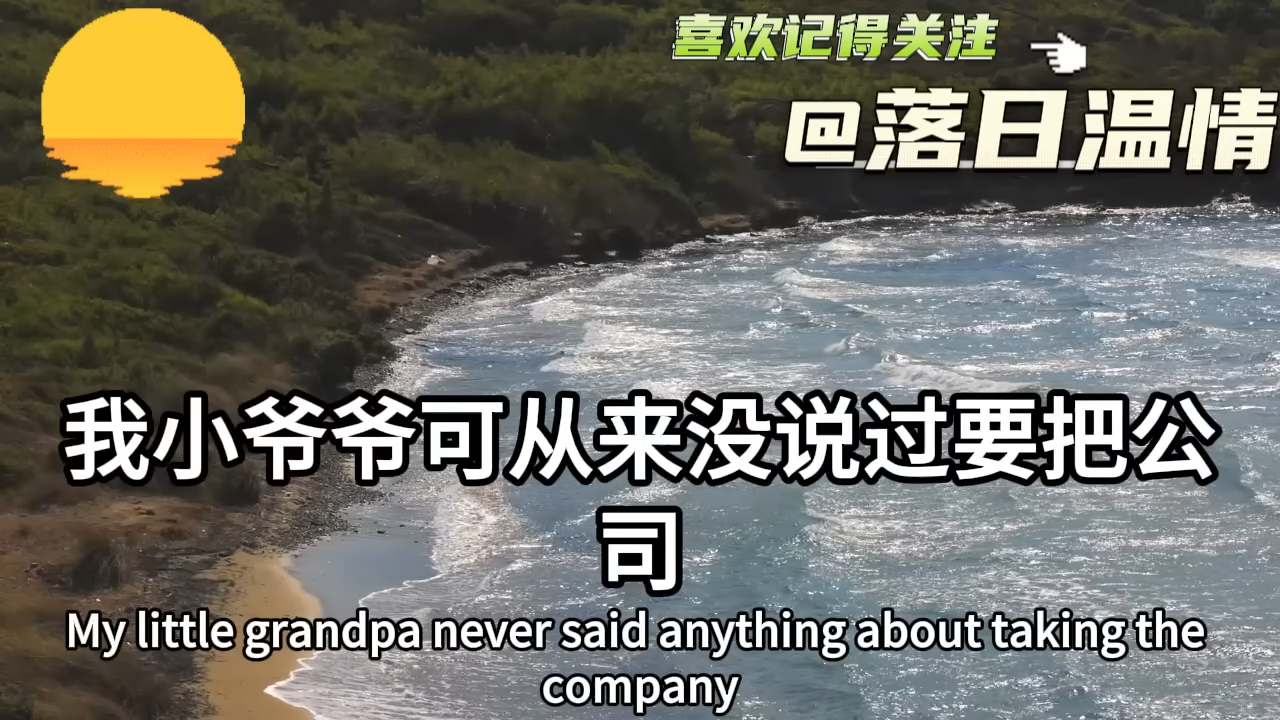 喜欢记得关注
@落日温情
我小爷爷可从来没说过要把公
司
My little grandpa never said anything about taking the
company